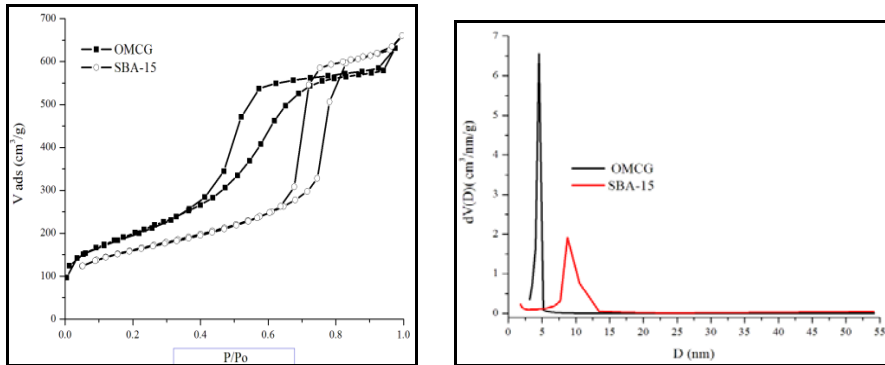 700
600
500
400
300
200
100
0
V ads (cm³/g)
OMCG
SBA-15
0.0 0.2 0.4 0.6 0.8 1.0
P/Po
7
6
5
4
3
2
1
0
dV(D)( cm³/nm/g)
OMCG
SBA-15
0 5 10 15 20 25 30 35 40 45 50 55
D (nm)